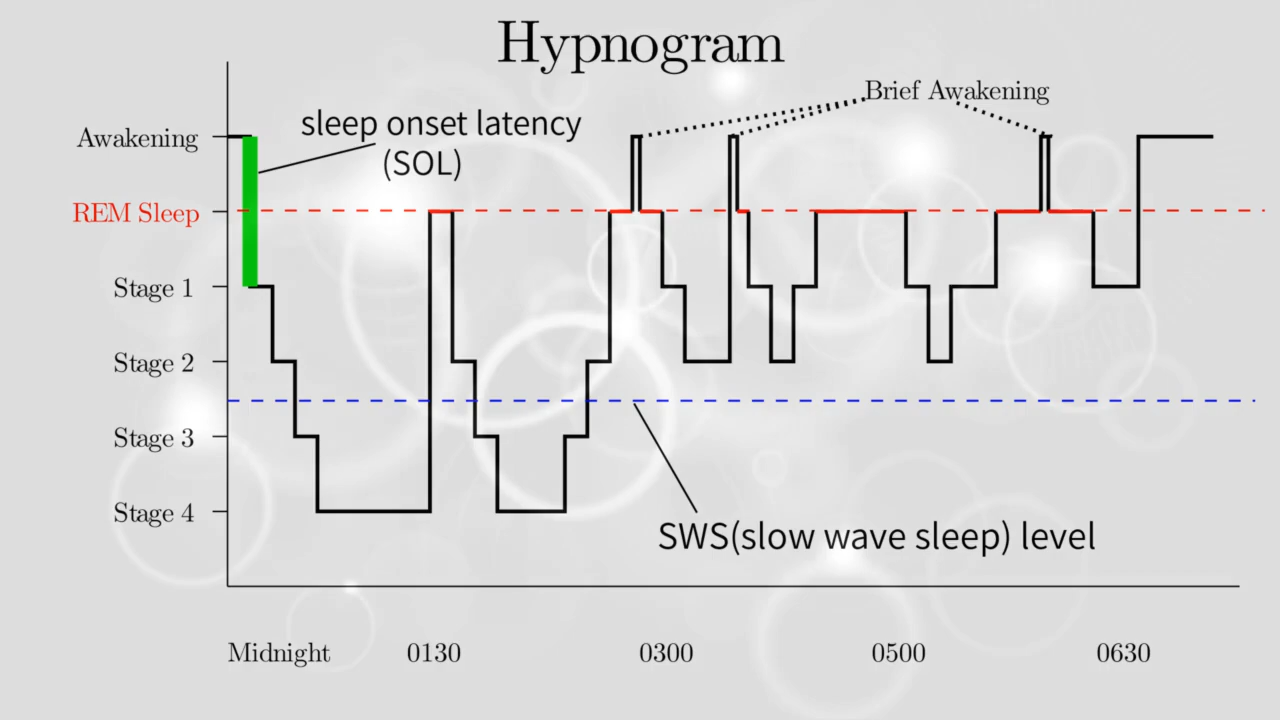 Hypnogram
Brief Awakening
sleep onset latency
(SOL)
Awakening
REM Sleep
Stage 1
Stage 2
Stage 3
Stage 4
SWS(slow wave sleep) level
Midnight 0130 0300 0500 0630